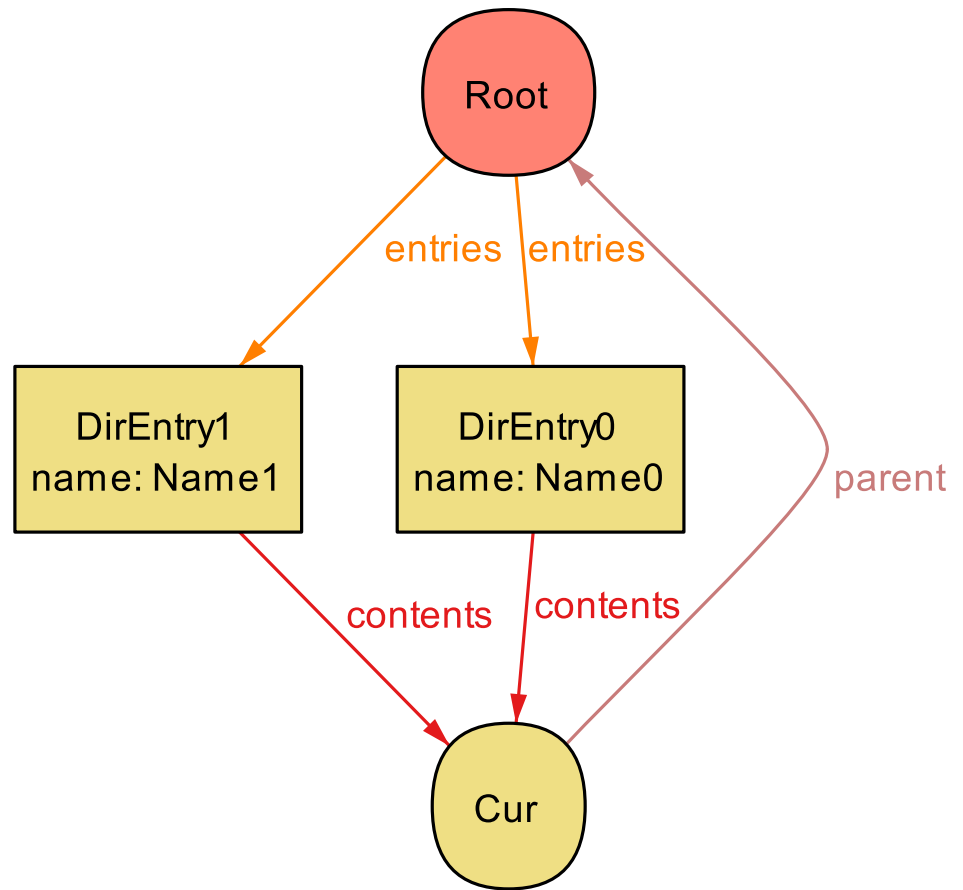 Root
entries
entries
DirEntry1
name: Name1
DirEntry0
name: Name0
parent
contents
contents
Cur